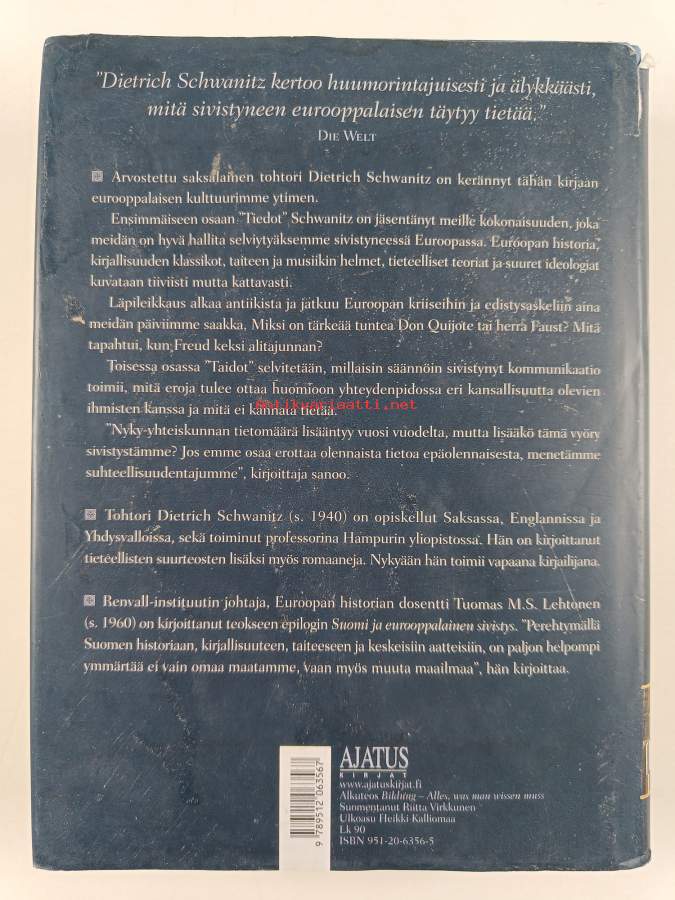 "Dietrich Schwanitz kertoo huumorintajuisesti ja älykkäästi,
mitä sivistyneen eurooppalaisen täytyy tietää."
DIE WELT
Arvostettu saksalainen tohtori Dietrich Schwanitz on kerännyt tähän kirjaan
eurooppalaisen kulttuurimme ytimen.
Ensimmäiseen osaan "Tiedot" Schwanitz on jäsentänyt meille kokonaisuuden, joka
meidän on hyvä hallita selviytyäksemme sivistyneessä Euroopassa. Euroopan historia,
kirjallisuuden klassikot, taiteen ja musiikin helmet, tieteelliset teoriat ja suuret ideologiat
kuvataan tiiviisti mutta kattavasti.
Läpileikkaus alkaa antiikista ja jatkuu Euroopan kriiseihin ja edistysaskeliin aina
meidän päiviimme saakka. Miksi on tärkeää tuntea Don Quijote tai herra Faust? Mitä
tapahtui, kun Freud keksi alitajunnan?
Toisessa osassa "Taidot" selvitetään, millaisin säännöin sivistynyt kommunikaatio
toimii, mitä eroja tulee ottaa huomioon yhteydenpidossa eri kansallisuutta olevien
ihmisten kanssa ja mitä ei kannata tietää.
Antikvariaatti.net
"Nyky-yhteiskunnan tietomäärä lisääntyy vuosi vuodelta, mutta lisääkö tämä vyöry
sivistystämme? Jos emme osaa erottaa olennaista tietoa epäolennaisesta, menetämme
suhteellisuudentajumme", kirjoittaja sanoo.
Tohtori Dietrich Schwanitz (s. 1940) on opiskellut Saksassa, Englannissa ja
Yhdysvalloissa, sekä toiminut professorina Hampurin yliopistossa. Hän on kirjoittanut
tieteellisten suurteosten lisäksi myös romaaneja. Nykyään hän toimii vapaana kirjailijana.
Renvall-instituutin johtaja, Euroopan historian dosentti Tuomas M.S. Lehtonen
(s. 1960) on kirjoittanut teokseen epilogin Suomi ja eurooppalainen sivistys. "Perehtymällä
Suomen historiaan, kirjallisuuteen, taiteeseen ja keskeisiin aatteisiin, on paljon helpompi
ymmärtää ei vain omaa maatamme, vaan myös muuta maailmaa", hän kirjoittaa.
9 789512 063567
AJATUS
KIRJAT
www.ajatuskirjat.fi
Alkuteos Bildung – Alles, was man wissen muss
Suomentanut Riitta Virkkunen
Ulkoasu Heikki Kalliomaa
Lk 90
ISBN 951-20-6356-5